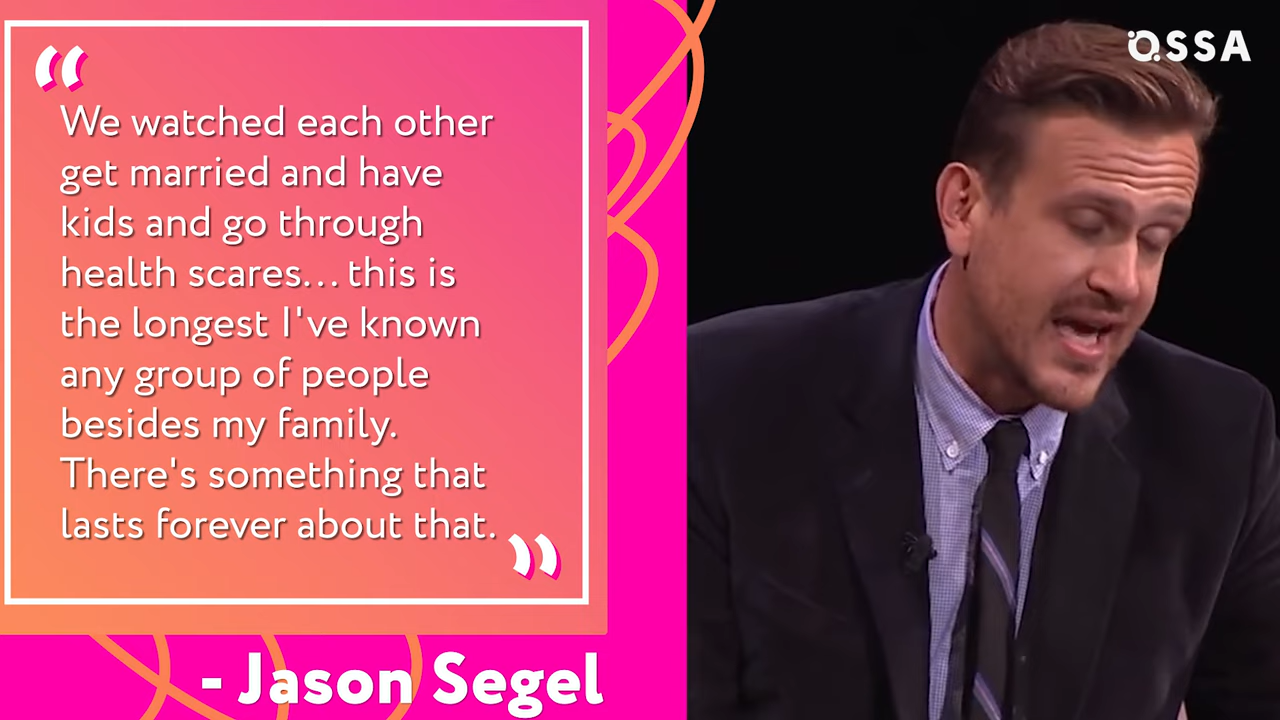 “
We watched each other
get married and have
kids and go through
health scares... this is
the longest I've known
any group of people
besides my family.
There's something that
lasts forever about that.
”
- Jason Segel
OSSA